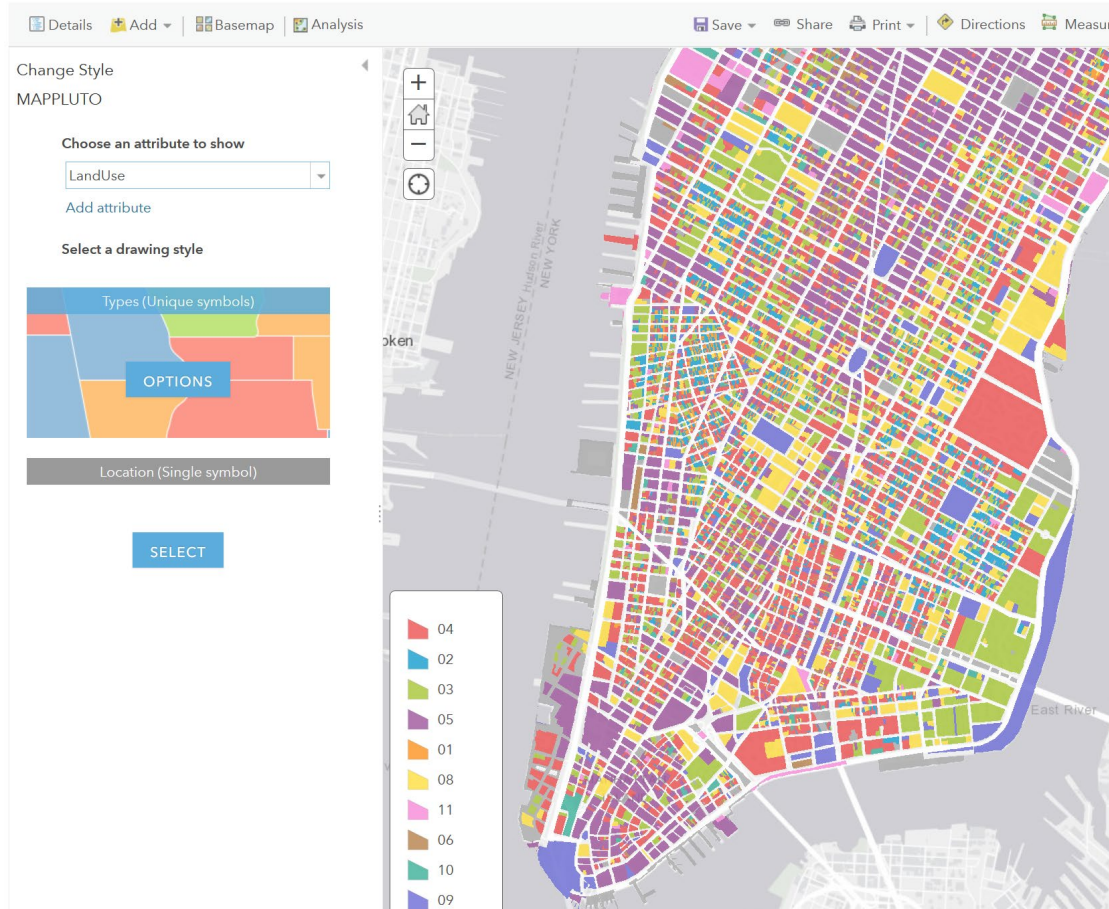 Details Add Basemap Analysis Save Share Print Directions Measur
Change Style
MAPPLUTO
Choose an attribute to show
LandUse
Add attribute
Select a drawing style
Types (Unique symbols)
OPTIONS
Location (Single symbol)
SELECT
oken
NEW JERSEY Hudson River
NEW YORK
East River
04
02
03
05
01
08
11
06
10
09